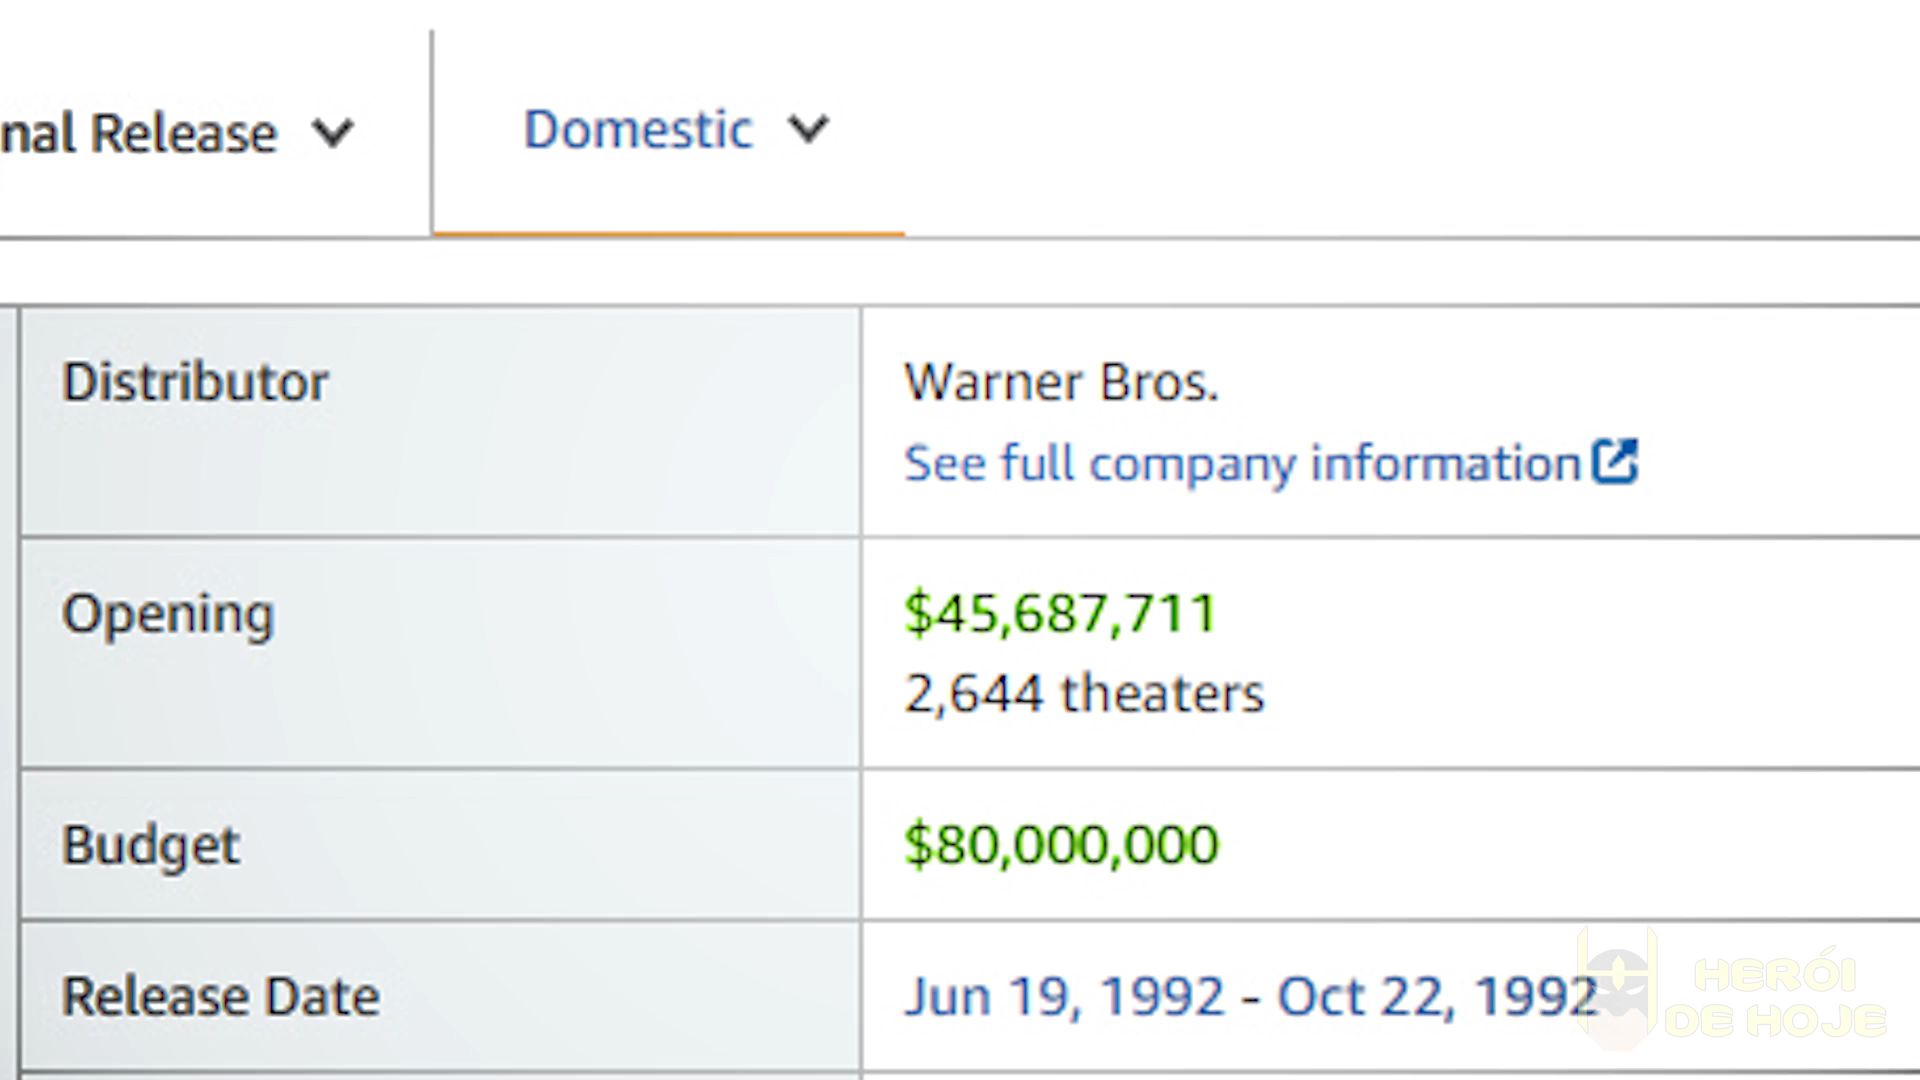 nal Release
Domestic
Distributor
Warner Bros.
See full company information
Opening
$45,687,711
2,644 theaters
Budget
$80,000,000
Release Date
Jun 19, 1992 - Oct 22, 1992
HERÓI
DE HOJE